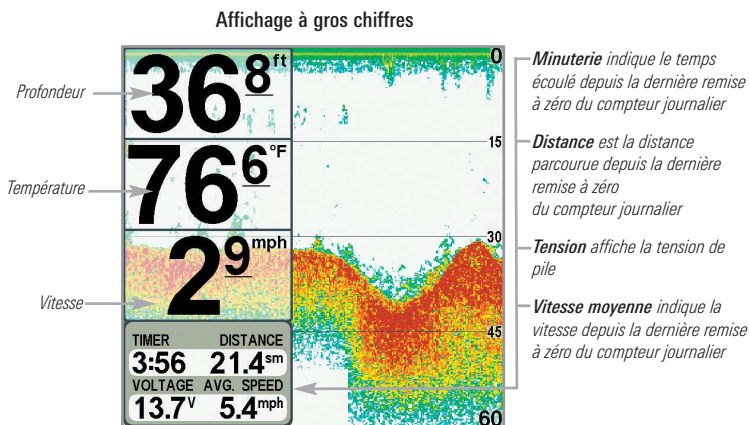 Affichage à gros chiffres
Profondeur
Température
Vitesse
36 8 ft
76 6 °F
2 9 mph
TIMER DISTANCE
3:56 21.4 sm
VOLTAGE AVG. SPEED
13.7 V 5.4 mph
0
15
30
45
60
Minuterie indique le temps
écoulé depuis la dernière remise
à zéro du compteur journalier
Distance est la distance
parcourue depuis la dernière
remise à zéro
du compteur journalier
Tension affiche la tension de
pile
Vitesse moyenne indique la
vitesse depuis la dernière remise
à zéro du compteur journalier